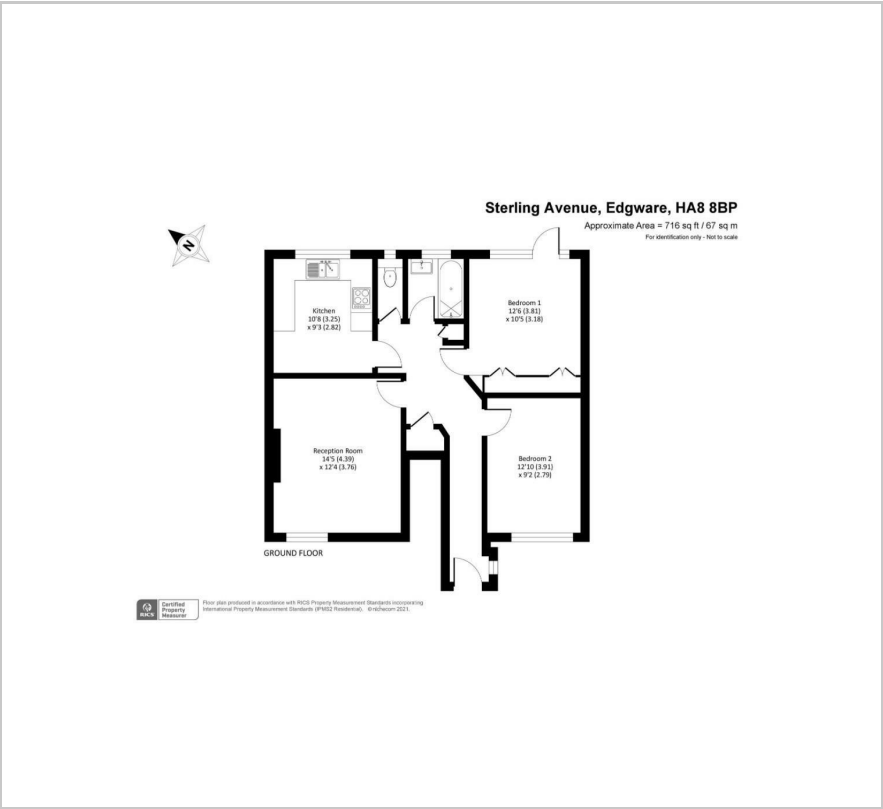 Sterling Avenue, Edgware, HA8 8BP
Approximate Area = 716 sq ft / 67 sq m
For identification only - Not to scale
N
Kitchen
10'8 (3.25)
x 9'3 (2.82)
Bedroom 1
12'6 (3.81)
x 10'5 (3.18)
Reception Room
14'5 (4.39)
x 12'4 (3.76)
Bedroom 2
12'10 (3.91)
x 9'2 (2.79)
GROUND FLOOR
RICS
Certified
Property
Measurer
Floor plan produced in accordance with RICS Property Measurement Standards incorporating
International Property Measurement Standards (IPMS2 Residential). © nichecom 2021.